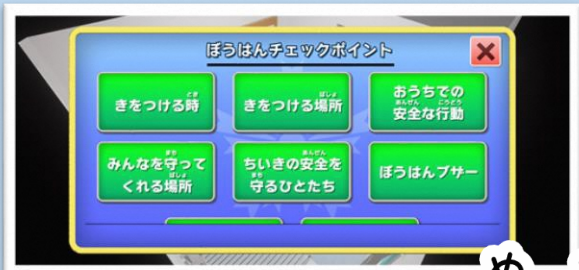 ぼうはんチェックポイント
きをつける時
きをつける場所
おうちでの
安全な行動
みんなを守って
くれる場所
ちいきの安全を
守るひとたち
ぼうはんブザー
め